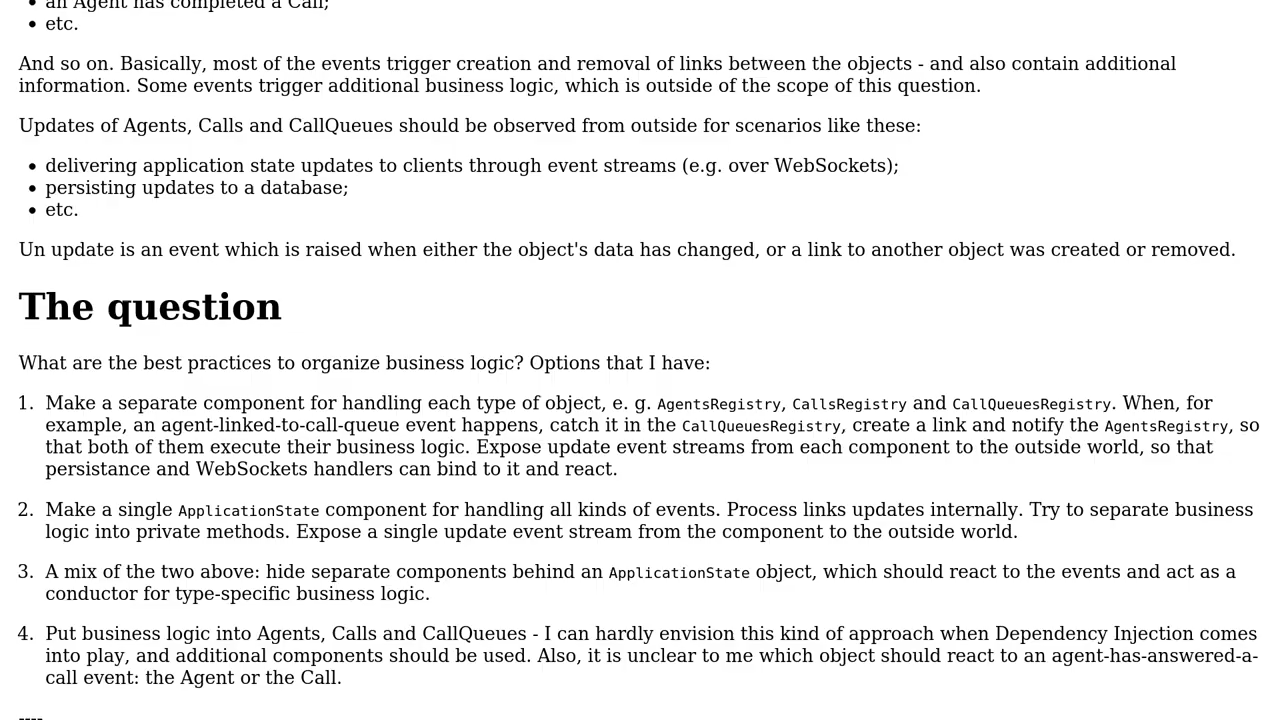 an Agent has completed a Call;
etc.
And so on. Basically, most of the events trigger creation and removal of links between the objects - and also contain additional
information. Some events trigger additional business logic, which is outside of the scope of this question.
Updates of Agents, Calls and CallQueues should be observed from outside for scenarios like these:
delivering application state updates to clients through event streams (e.g. over WebSockets);
persisting updates to a database;
etc.
Un update is an event which is raised when either the object's data has changed, or a link to another object was created or removed.
The question
What are the best practices to organize business logic? Options that I have:
1. Make a separate component for handling each type of object, e. g. AgentsRegistry, CallsRegistry and CallQueuesRegistry. When, for
example, an agent-linked-to-call-queue event happens, catch it in the CallQueuesRegistry, create a link and notify the AgentsRegistry, so
that both of them execute their business logic. Expose update event streams from each component to the outside world, so that
persistance and WebSockets handlers can bind to it and react.
2. Make a single ApplicationState component for handling all kinds of events. Process links updates internally. Try to separate business
logic into private methods. Expose a single update event stream from the component to the outside world.
3. A mix of the two above: hide separate components behind an ApplicationState object, which should react to the events and act as a
conductor for type-specific business logic.
4. Put business logic into Agents, Calls and CallQueues - I can hardly envision this kind of approach when Dependency Injection comes
into play, and additional components should be used. Also, it is unclear to me which object should react to an agent-has-answered-a-
call event: the Agent or the Call.
----